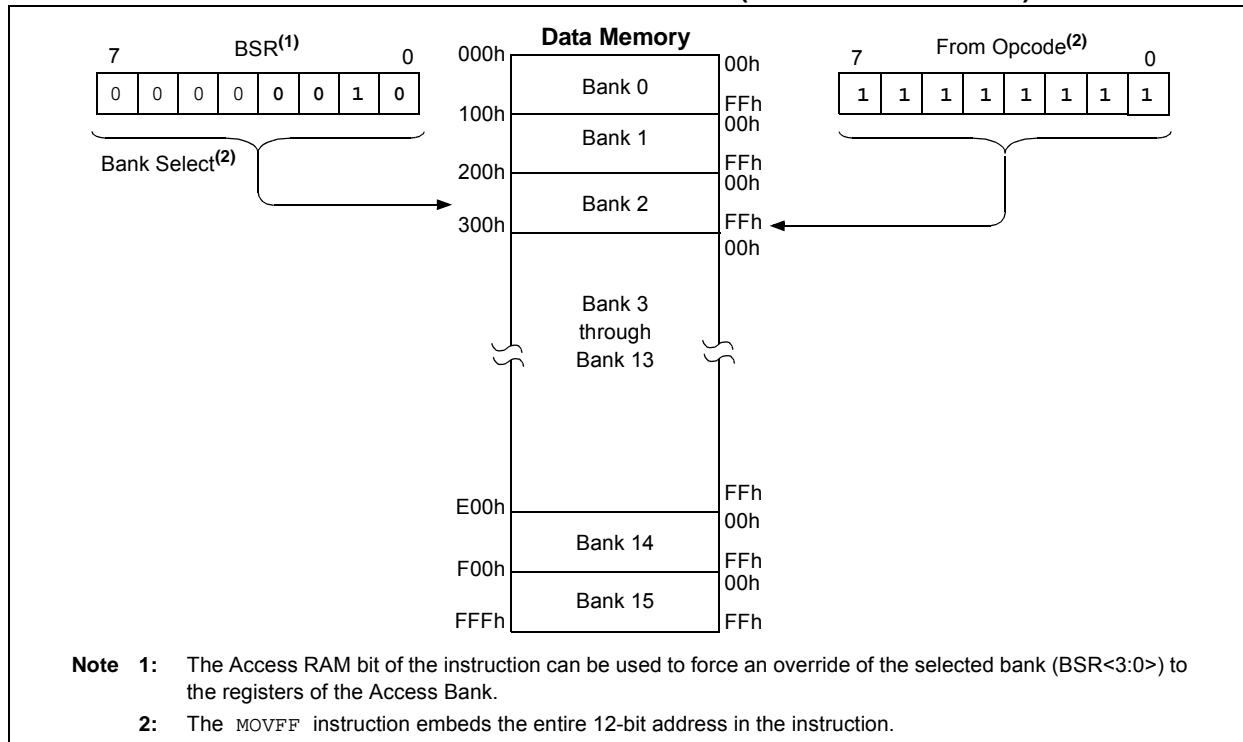 Data Memory
7 BSR(1) 0
0 0 0 0 0 0 1 0
Bank Select(2)
000h
100h
200h
300h
E00h
F00h
FFFh
Bank 0
Bank 1
Bank 2
Bank 3
through
Bank 13
Bank 14
Bank 15
00h
FFh
00h
FFh
00h
FFh
00h
FFh
00h
FFh
00h
FFh
7 From Opcode(2) 0
1 1 1 1 1 1 1 1
Note 1: The Access RAM bit of the instruction can be used to force an override of the selected bank (BSR<3:0>) to
the registers of the Access Bank.
2: The MOVFF instruction embeds the entire 12-bit address in the instruction.